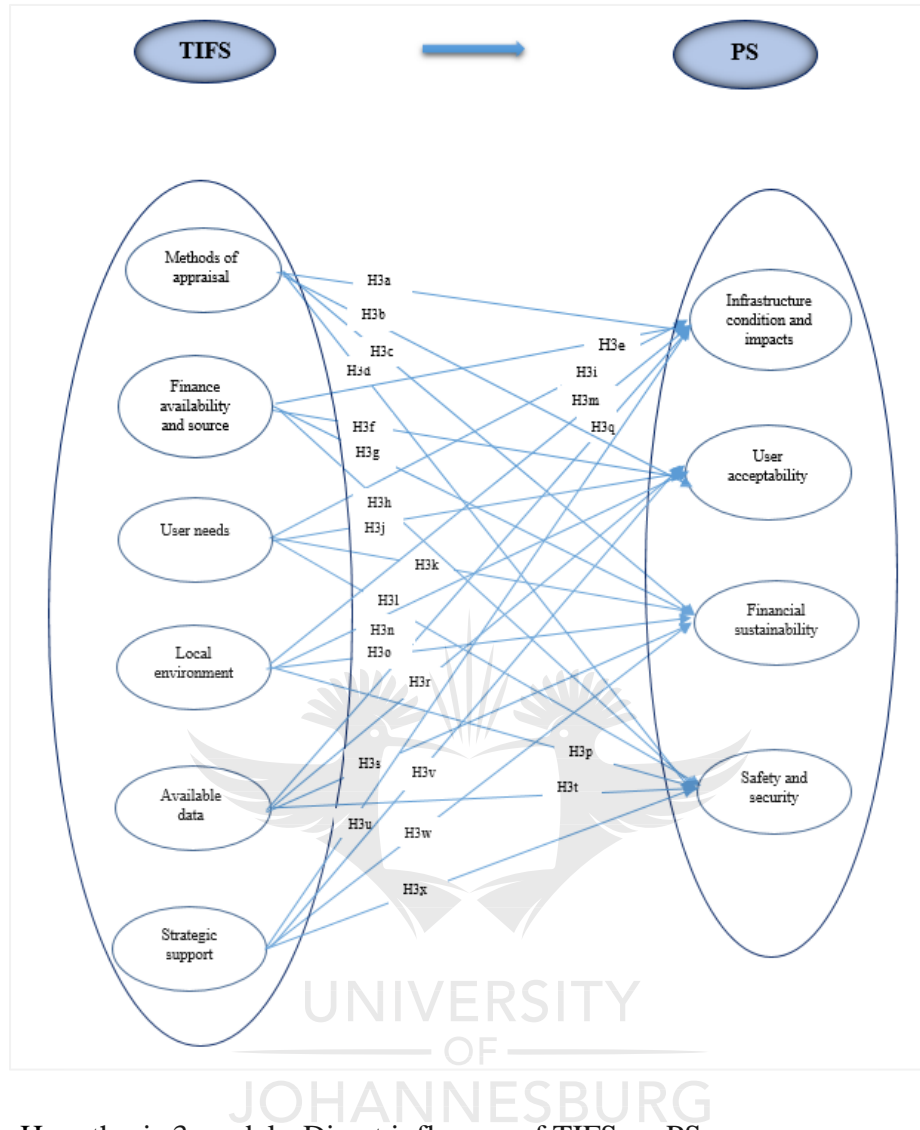 TIFS
PS
Methods of
appraisal
Finance
availability
and source
User needs
Local
environment
Available
data
Strategic
support
H3a
H3b
H3c
H3d
H3e
H3i
H3m
H3q
H3f
H3g
H3h
H3j
H3k
H3l
H3n
H3o
H3r
H3p
H3s
H3v
H3t
H3u
H3w
H3x
Infrastructure
condition and
impacts
User
acceptability
Financial
sustainability
Safety and
security
UNIVERSITY
OF
JOHANNESBURG